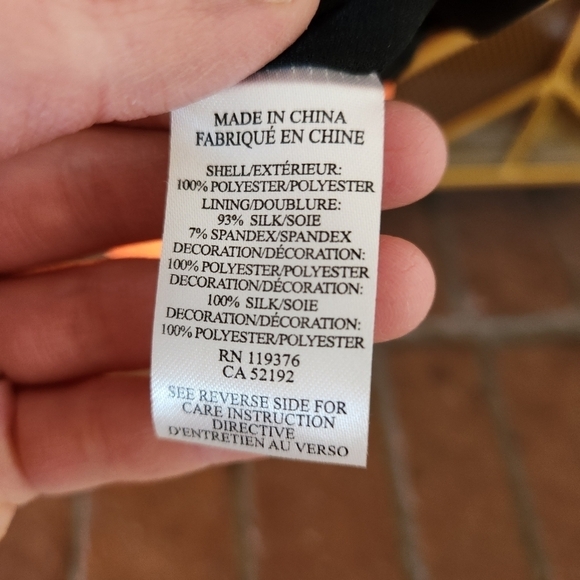 MADE IN CHINA
FABRIQUÉ EN CHINE
SHELL/EXTÉRIEUR:
100% POLYESTER/POLYESTER
LINING/DOUBLURE:
93% SILK/SOIE
7% SPANDEX/SPANDEX
DECORATION/DÉCORATION:
100% POLYESTER/POLYESTER
DECORATION/DÉCORATION:
100% SILK/SOIE
DECORATION/DÉCORATION:
100% POLYESTER/POLYESTER
RN 119376
CA 52192
SEE REVERSE SIDE FOR
CARE INSTRUCTION
DIRECTIVE
D'ENTRETIEN AU VERSO